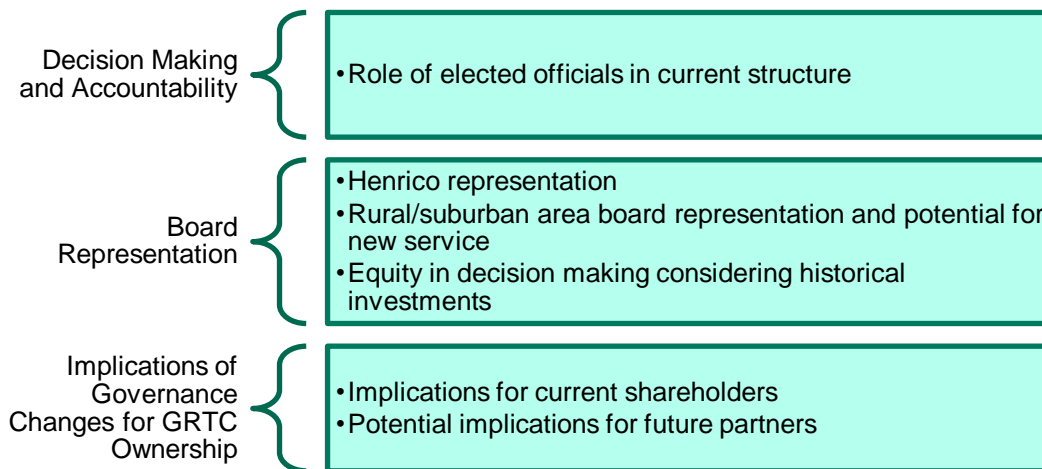 Decision Making
and Accountability
•Role of elected officials in current structure
Board
Representation
•Henrico representation
•Rural/suburban area board representation and potential for
new service
•Equity in decision making considering historical
investments
Implications of
Governance
Changes for GRTC
Ownership
•Implications for current shareholders
•Potential implications for future partners